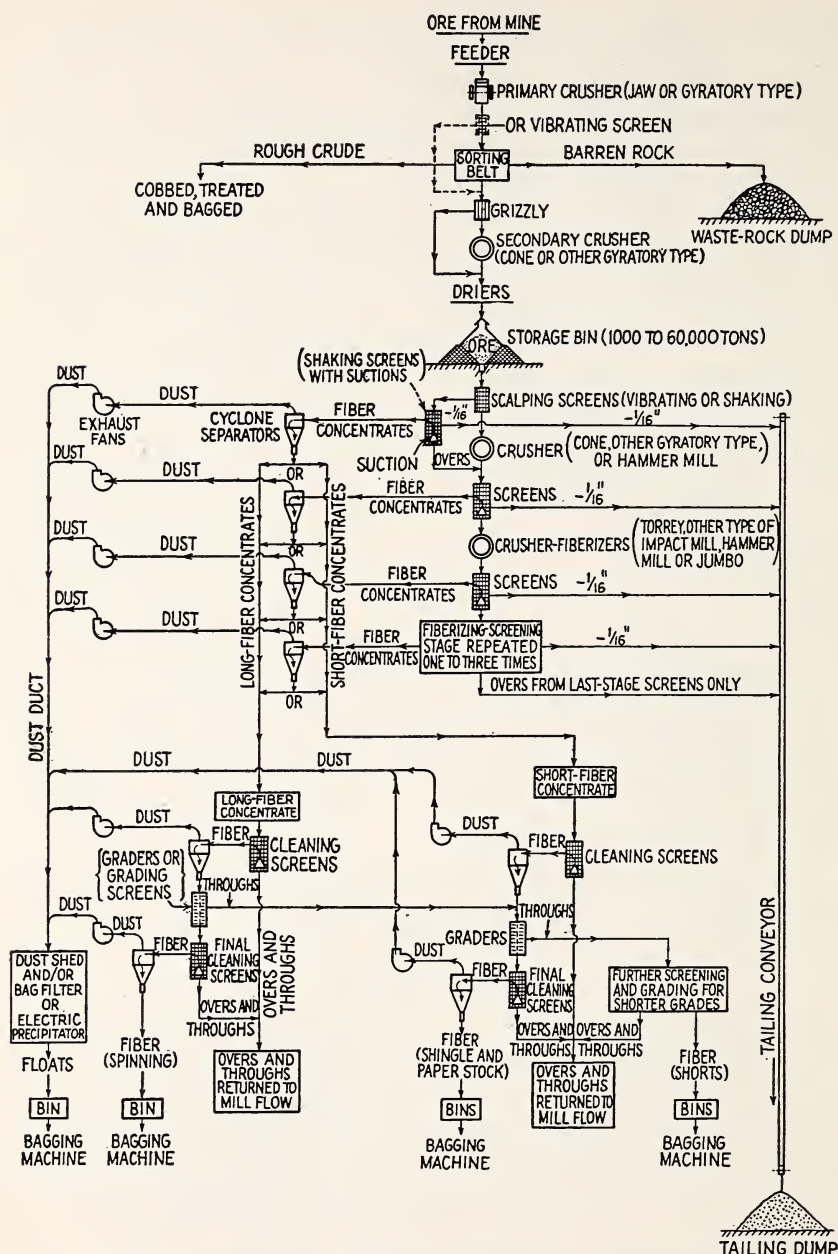 ORE FROM MINE
FEEDER
PRIMARY CRUSHER (JAW OR GYRATORY TYPE)
OR VIBRATING SCREEN
ROUGH CRUDE
SORTING
BELT
BARREN ROCK
COBBED, TREATED
AND BAGGED
WASTE-ROCK DUMP
GRIZZLY
SECONDARY CRUSHER
(CONE OR OTHER GYRATORY TYPE)
DRIERS
STORAGE BIN (1000 TO 60,000 TONS)
ORE
(SHAKING SCREENS
WITH SUCTIONS)
SCALPING SCREENS (VIBRATING OR SHAKING)
DUST
DUST
EXHAUST
FANS
CYCLONE
SEPARATORS
FIBER
CONCENTRATES
-1/16"
-1/16"
SUCTION
OVERS
CRUSHER (CONE, OTHER GYRATORY TYPE,
OR HAMMER MILL)
OR
DUST
FIBER
CONCENTRATES
SCREENS
-1/16"
CRUSHER-FIBERIZERS
(TORREY, OTHER TYPE OF
IMPACT MILL, HAMMER
MILL OR JUMBO)
OR
DUST
FIBER
CONCENTRATES
SCREENS
-1/16"
OR
DUST
FIBER
CONCENTRATES
FIBERIZING-SCREENING
STAGE REPEATED
ONE TO THREE TIMES
-1/16"
OVERS FROM LAST-STAGE SCREENS ONLY
OR
LONG-FIBER CONCENTRATES
SHORT-FIBER CONCENTRATES
DUST DUCT
DUST
DUST
LONG-FIBER
CONCENTRATE
SHORT-FIBER
CONCENTRATE
DUST
FIBER
CLEANING
SCREENS
DUST
FIBER
CLEANING SCREENS
{GRADERS OR
GRADING
SCREENS}
THROUGHS
GRADERS
THROUGHS
DUST
FIBER
FINAL
CLEANING
SCREENS
OVERS AND
THROUGHS
DUST
FIBER
FINAL
CLEANING
SCREENS
FURTHER SCREENING
AND GRADING FOR
SHORTER GRADES
DUST SHED
AND/OR
BAG FILTER
OR
ELECTRIC
PRECIPITATOR
OVERS AND
THROUGHS
OVERS AND
THROUGHS
OVERS AND
THROUGHS
FLOATS
FIBER
(SPINNING)
OVERS AND
THROUGHS
RETURNED TO
MILL FLOW
FIBER
(SHINGLE AND
PAPER STOCK)
OVERS AND
THROUGHS
RETURNED TO
MILL FLOW
FIBER
(SHORTS)
BIN
BIN
BINS
BINS
BAGGING
MACHINE
BAGGING
MACHINE
BAGGING
MACHINE
BAGGING
MACHINE
TAILING CONVEYOR
TAILING DUMP